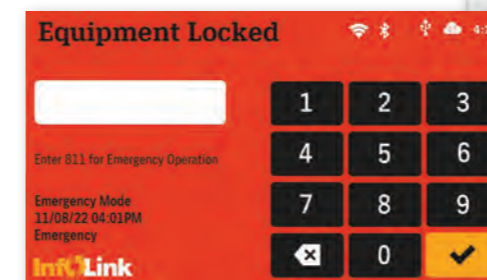 Equipment Locked
1 2 3
Enter 811 for Emergency Operation
4 5 6
Emergency Mode
11/08/22 04:01PM
Emergency
7 8 9
InfoLink
0